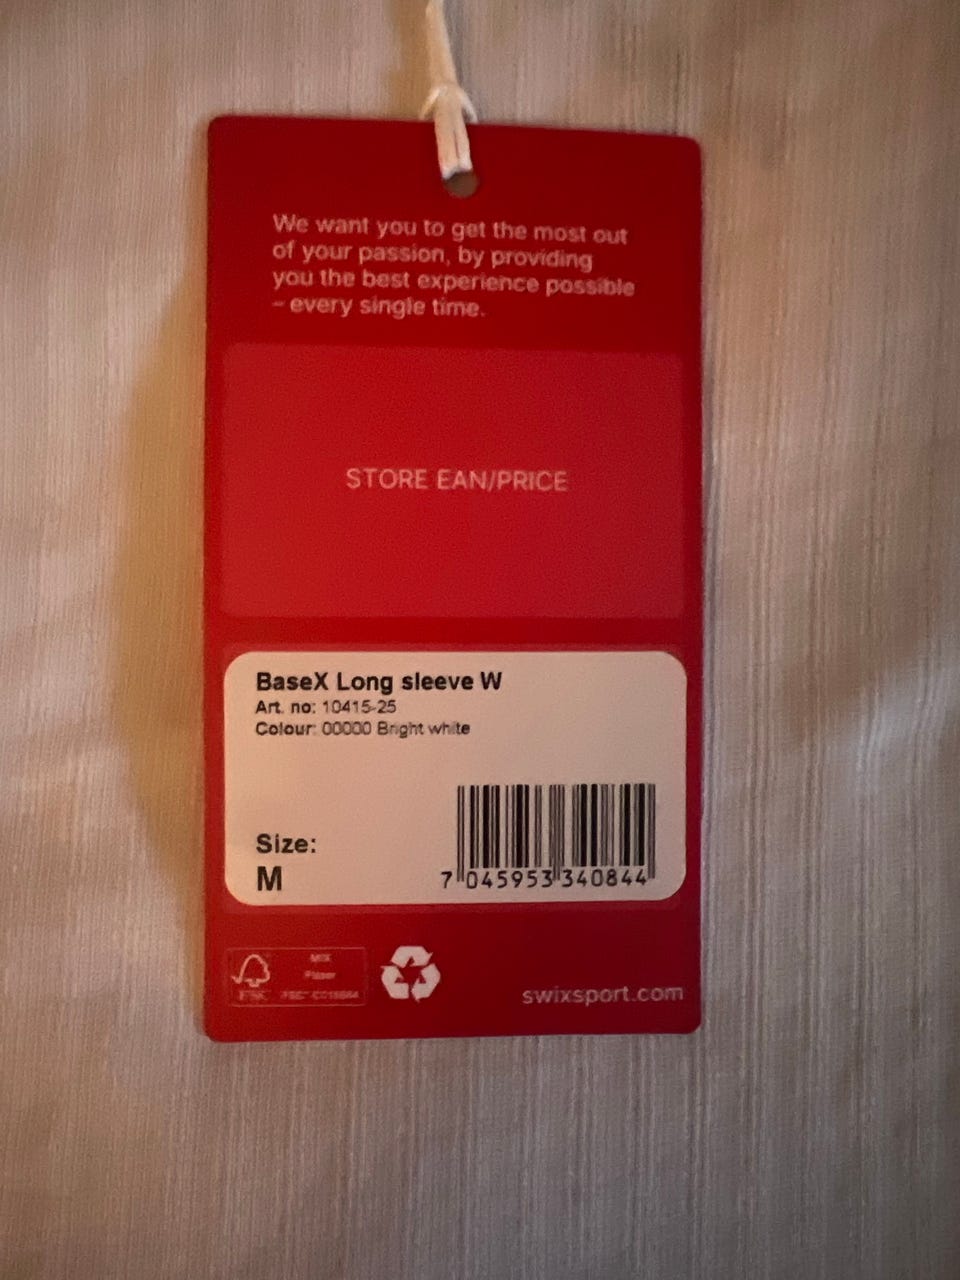 We want you to get the most out
of your passion, by providing
you the best experience possible
– every single time.
STORE EAN/PRICE
BaseX Long sleeve W
Art. no: 10415-25
Colour: 00000 Bright white
Size:
M
7 045953 340844
MIX
Paper
FSC
swixsport.com